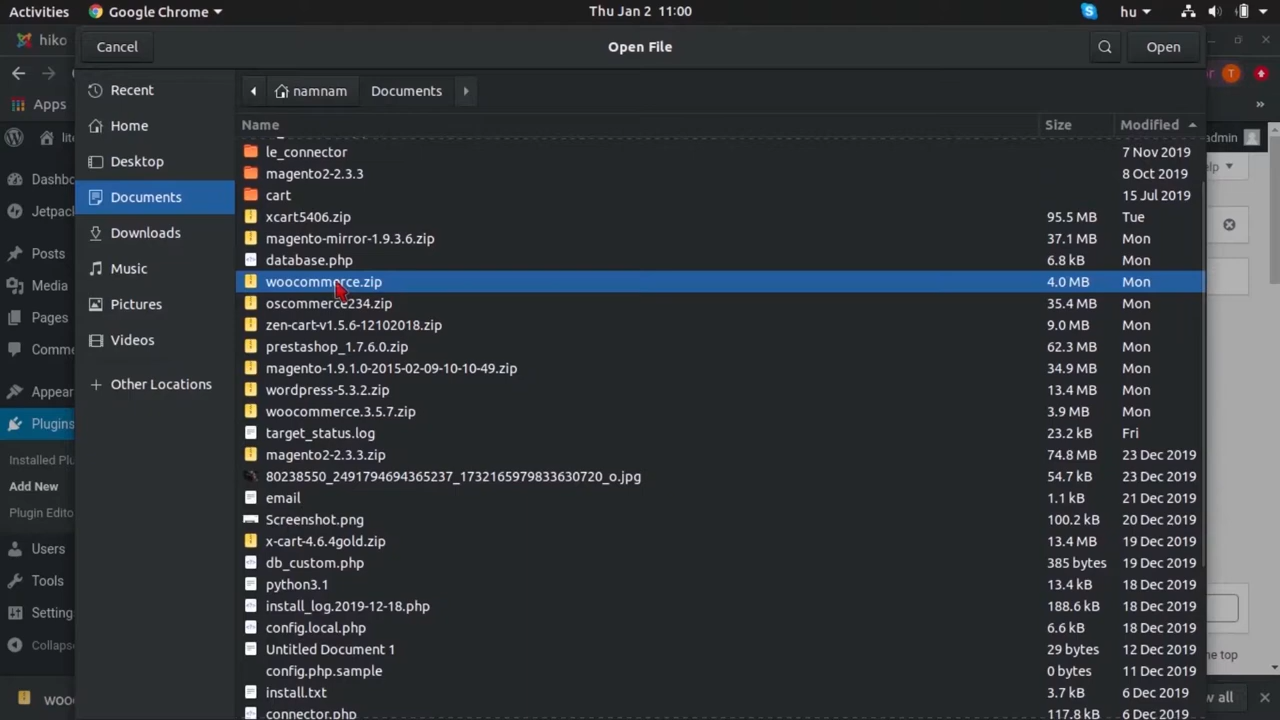 Activities Google Chrome Thu Jan 2 11:00 hu
hiko
Cancel Open File Open
Apps
namnam Documents
Recent
Home
Desktop
Documents
Downloads
Music
Pictures
Videos
Other Locations
Name Size Modified
le_connector 7 Nov 2019
magento2-2.3.3 8 Oct 2019
cart 15 Jul 2019
xcart5406.zip 95.5 MB Tue
magento-mirror-1.9.3.6.zip 37.1 MB Mon
database.php 6.8 kB Mon
woocommerce.zip 4.0 MB Mon
oscommerce234.zip 35.4 MB Mon
zen-cart-v1.5.6-12102018.zip 9.0 MB Mon
prestashop_1.7.6.0.zip 62.3 MB Mon
magento-1.9.1.0-2015-02-09-10-10-49.zip 34.9 MB Mon
wordpress-5.3.2.zip 13.4 MB Mon
woocommerce.3.5.7.zip 3.9 MB Mon
target_status.log 23.2 kB Fri
magento2-2.3.3.zip 74.8 MB 23 Dec 2019
80238550_2491794694365237_1732165979833630720_o.jpg 54.7 kB 23 Dec 2019
email 1.1 kB 21 Dec 2019
Screenshot.png 100.2 kB 20 Dec 2019
x-cart-4.6.4gold.zip 13.4 MB 19 Dec 2019
db_custom.php 385 bytes 19 Dec 2019
python3.1 13.4 kB 18 Dec 2019
install_log.2019-12-18.php 188.6 kB 18 Dec 2019
config.local.php 6.6 kB 18 Dec 2019
Untitled Document 1 29 bytes 12 Dec 2019
config.php.sample 0 bytes 11 Dec 2019
install.txt 3.7 kB 6 Dec 2019
connector.php 117.8 kB 6 Dec 2019
lite
Dashbo
Jetpack
Posts
Media
Pages
Comme
Appear
Plugins
Installed Plu
Add New
Plugin Edito
Users
Tools
Setting
Collaps
wooc
or T
admin
elp
he top
w all